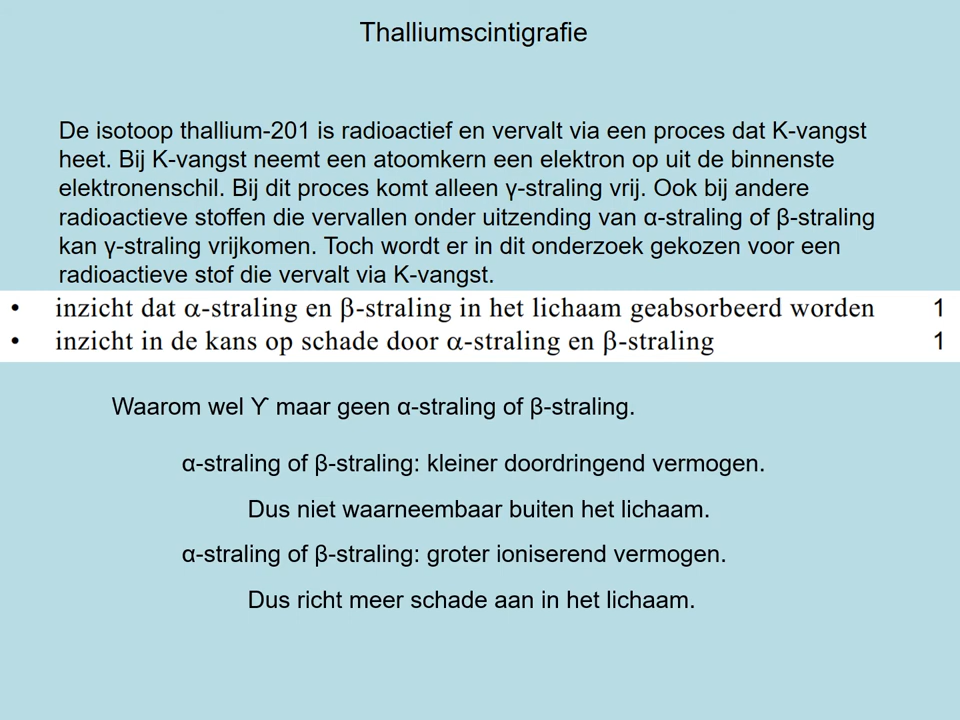 Thalliumscintigrafie
De isotoop thallium-201 is radioactief en vervalt via een proces dat K-vangst
heet. Bij K-vangst neemt een atoomkern een elektron op uit de binnenste
elektronenschil. Bij dit proces komt alleen γ-straling vrij. Ook bij andere
radioactieve stoffen die vervallen onder uitzending van α-straling of β-straling
kan γ-straling vrijkomen. Toch wordt er in dit onderzoek gekozen voor een
radioactieve stof die vervalt via K-vangst.
• inzicht dat α-straling en β-straling in het lichaam geabsorbeerd worden 1
• inzicht in de kans op schade door α-straling en β-straling 1
Waarom wel ϒ maar geen α-straling of β-straling.
α-straling of β-straling: kleiner doordringend vermogen.
Dus niet waarneembaar buiten het lichaam.
α-straling of β-straling: groter ioniserend vermogen.
Dus richt meer schade aan in het lichaam.